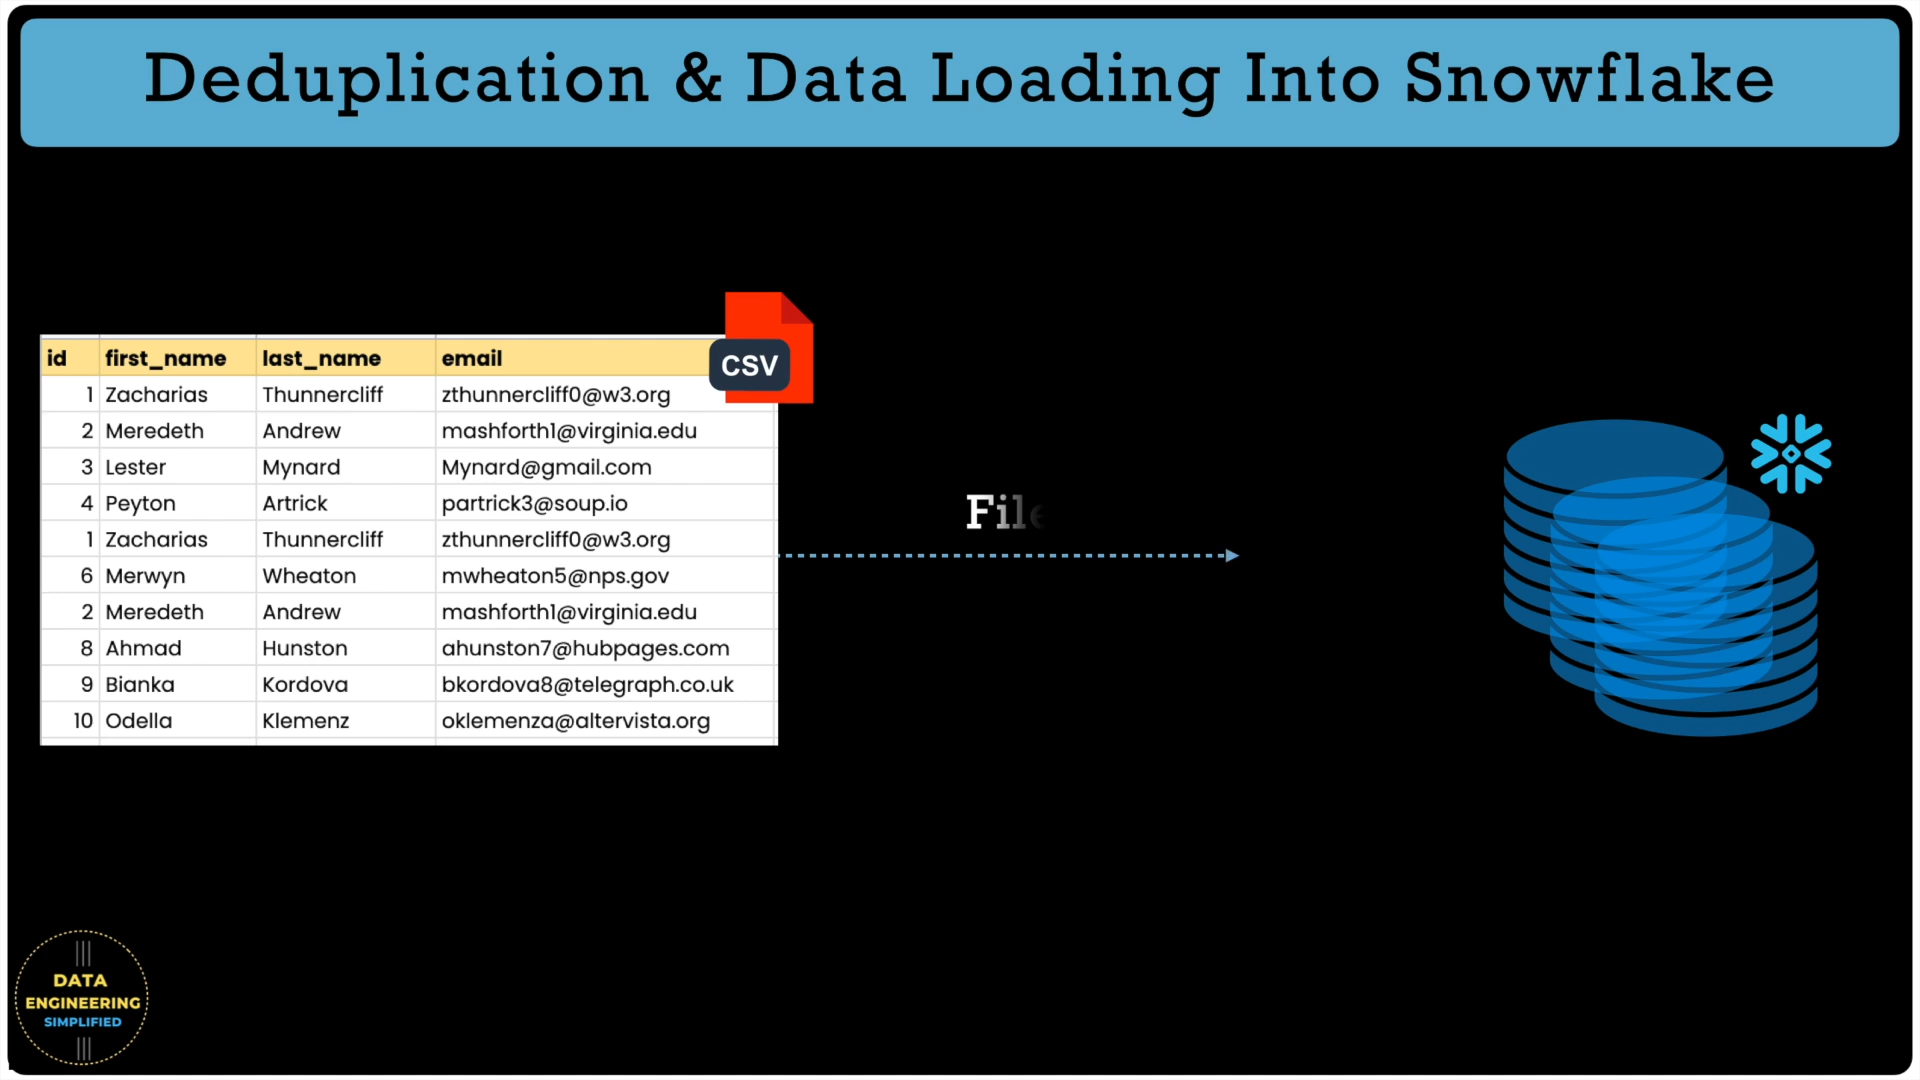 Deduplication & Data Loading Into Snowflake
CSV
id first_name last_name email
1 Zacharias Thunnercliff zthunnercliff0@w3.org
2 Meredeth Andrew mashforth1@virginia.edu
3 Lester Mynard Mynard@gmail.com
4 Peyton Artrick partrick3@soup.io
1 Zacharias Thunnercliff zthunnercliff0@w3.org
6 Merwyn Wheaton mwheaton5@nps.gov
2 Meredeth Andrew mashforth1@virginia.edu
8 Ahmad Hunston ahunston7@hubpages.com
9 Bianka Kordova bkordova8@telegraph.co.uk
10 Odella Klemenz oklemenza@altervista.org
File
DATA
ENGINEERING
SIMPLIFIED